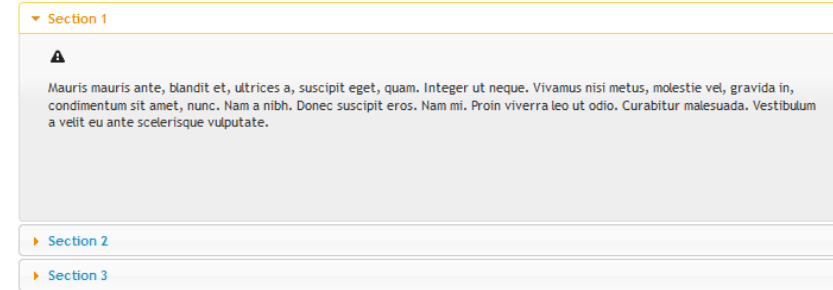 Section 1
Mauris mauris ante, blandit et, ultrices a, suscipit eget, quam. Integer ut neque. Vivamus nisi metus, molestie vel, gravida in,
condimentum sit amet, nunc. Nam a nibh. Donec suscipit eros. Nam mi. Proin viverra leo ut odio. Curabitur malesuada. Vestibulum
a velit eu ante scelerisque vulputate.
Section 2
Section 3